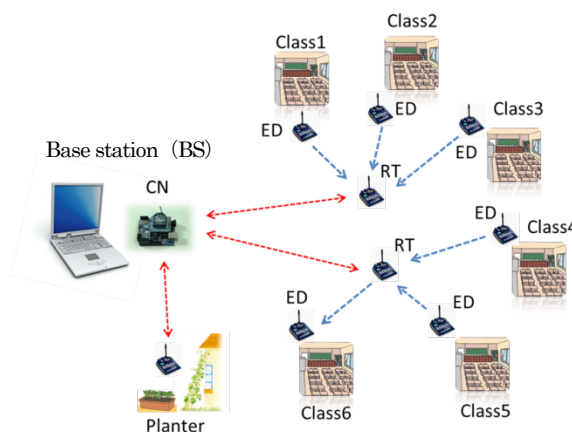 Class2
Class1
Class3
ED
ED
ED
RT
Base station (BS)
CN
Class4
RT
ED
ED
ED
Planter
Class6
Class5